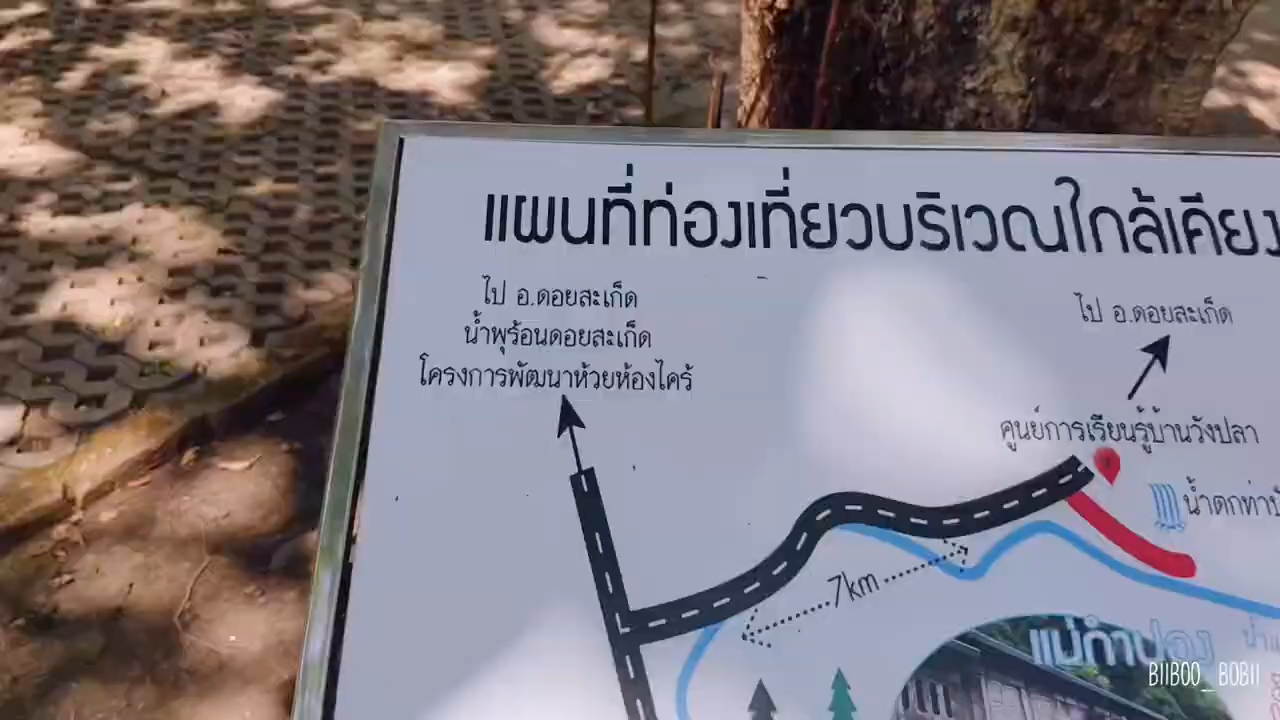 แผนที่ท่องเที่ยวบริเวณใกล้เคียง
ไป อ.ดอยสะเก็ด
น้ำพุร้อนดอยสะเก็ด
โครงการพัฒนาห้วยห้องไคร้
ไป อ.ดอยสะเก็ด
ศูนย์การเรียนรู้บ้านวังปลา
7km
แม่กำปอง
BIIBOO_BOBII